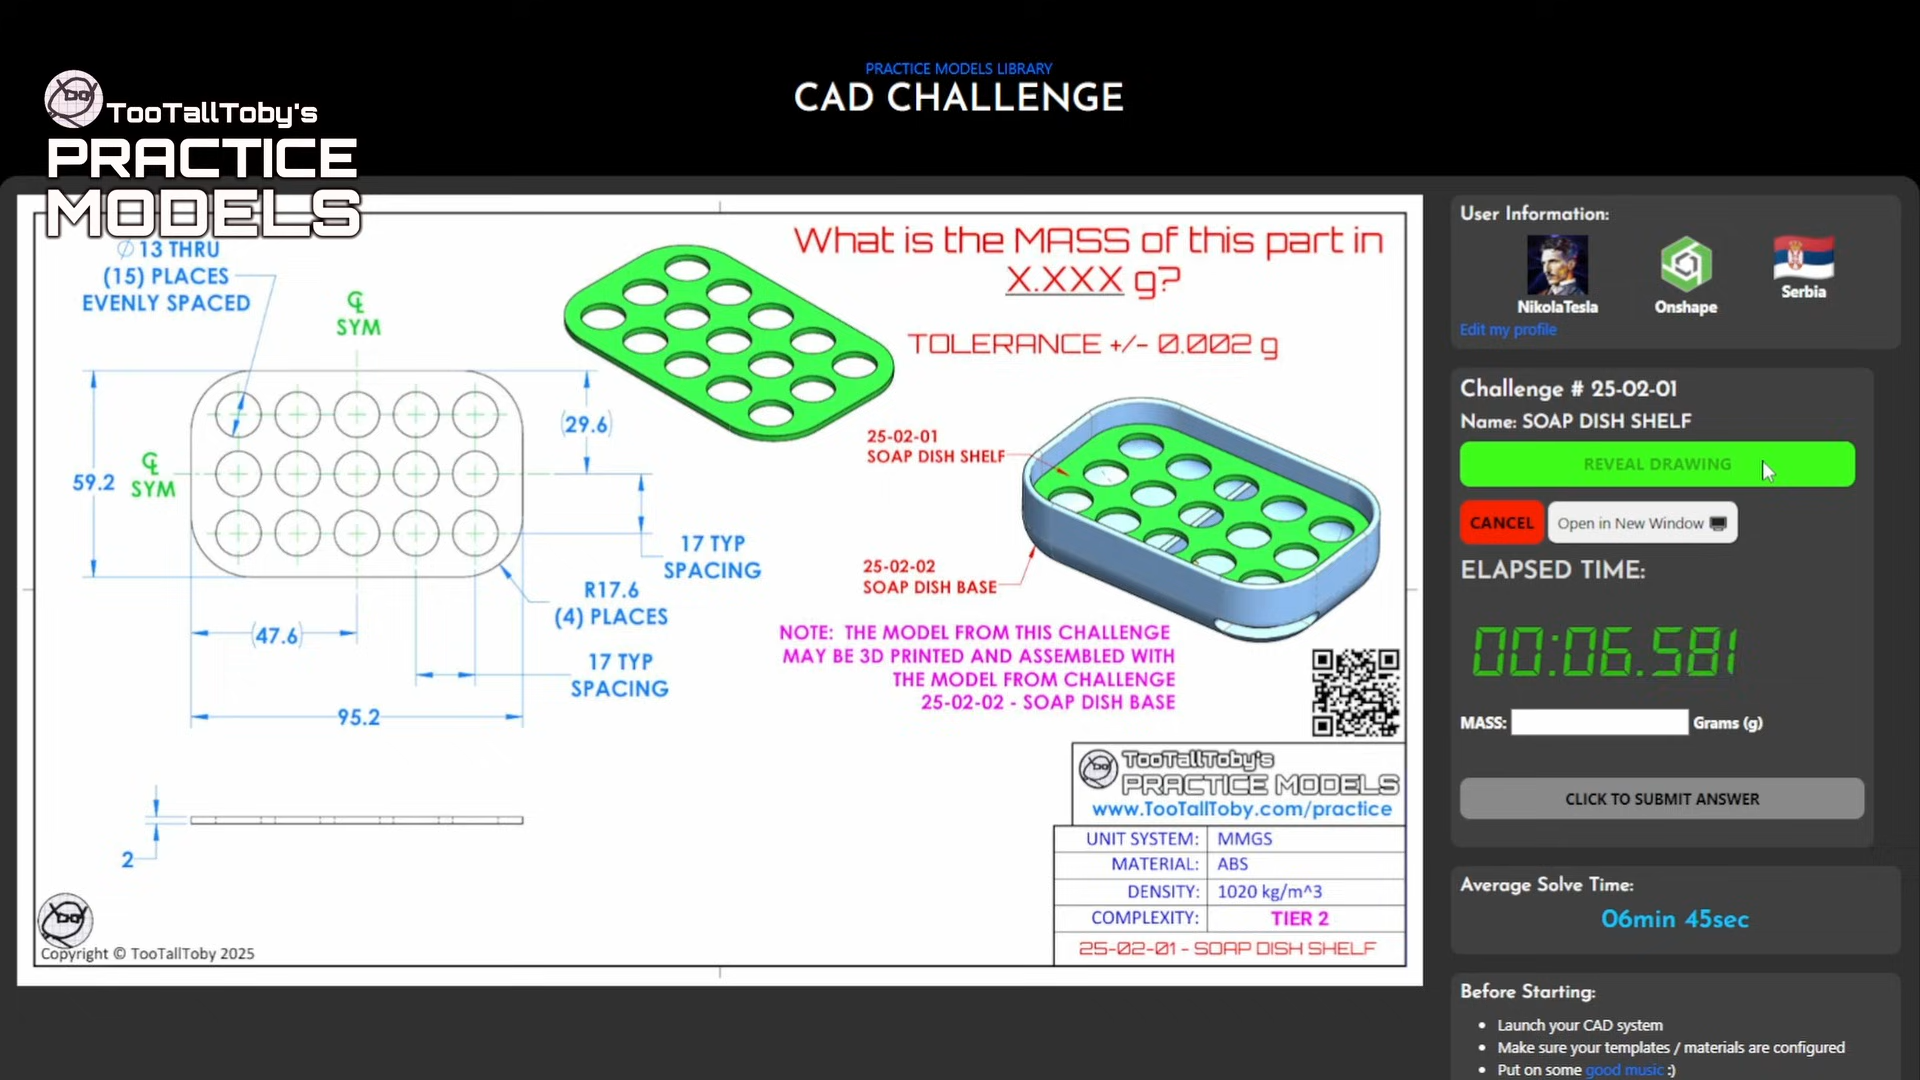 PRACTICE MODELS LIBRARY
CAD CHALLENGE
TooTallToby's
PRACTICE
MODELS
Ø 13 THRU
(15) PLACES
EVENLY SPACED
℄
SYM
℄
SYM
59.2
(29.6)
17 TYP
SPACING
R17.6
(4) PLACES
(47.6)
17 TYP
SPACING
95.2
2
What is the MASS of this part in
X.XXX g?
TOLERANCE +/- 0.002 g
25-02-01
SOAP DISH SHELF
25-02-02
SOAP DISH BASE
NOTE: THE MODEL FROM THIS CHALLENGE
MAY BE 3D PRINTED AND ASSEMBLED WITH
THE MODEL FROM CHALLENGE
25-02-02 - SOAP DISH BASE
TooTallToby's
PRACTICE MODELS
www.TooTallToby.com/practice
UNIT SYSTEM: MMGS
MATERIAL: ABS
DENSITY: 1020 kg/m^3
COMPLEXITY: TIER 2
25-02-01 - SOAP DISH SHELF
Copyright © TooTallToby 2025
User Information:
NikolaTesla
Onshape
Serbia
Edit my profile
Challenge # 25-02-01
Name: SOAP DISH SHELF
REVEAL DRAWING
CANCEL
Open in New Window
ELAPSED TIME:
00:06.581
MASS:
Grams (g)
CLICK TO SUBMIT ANSWER
Average Solve Time:
06min 45sec
Before Starting:
• Launch your CAD system
• Make sure your templates / materials are configured
• Put on some good music :)